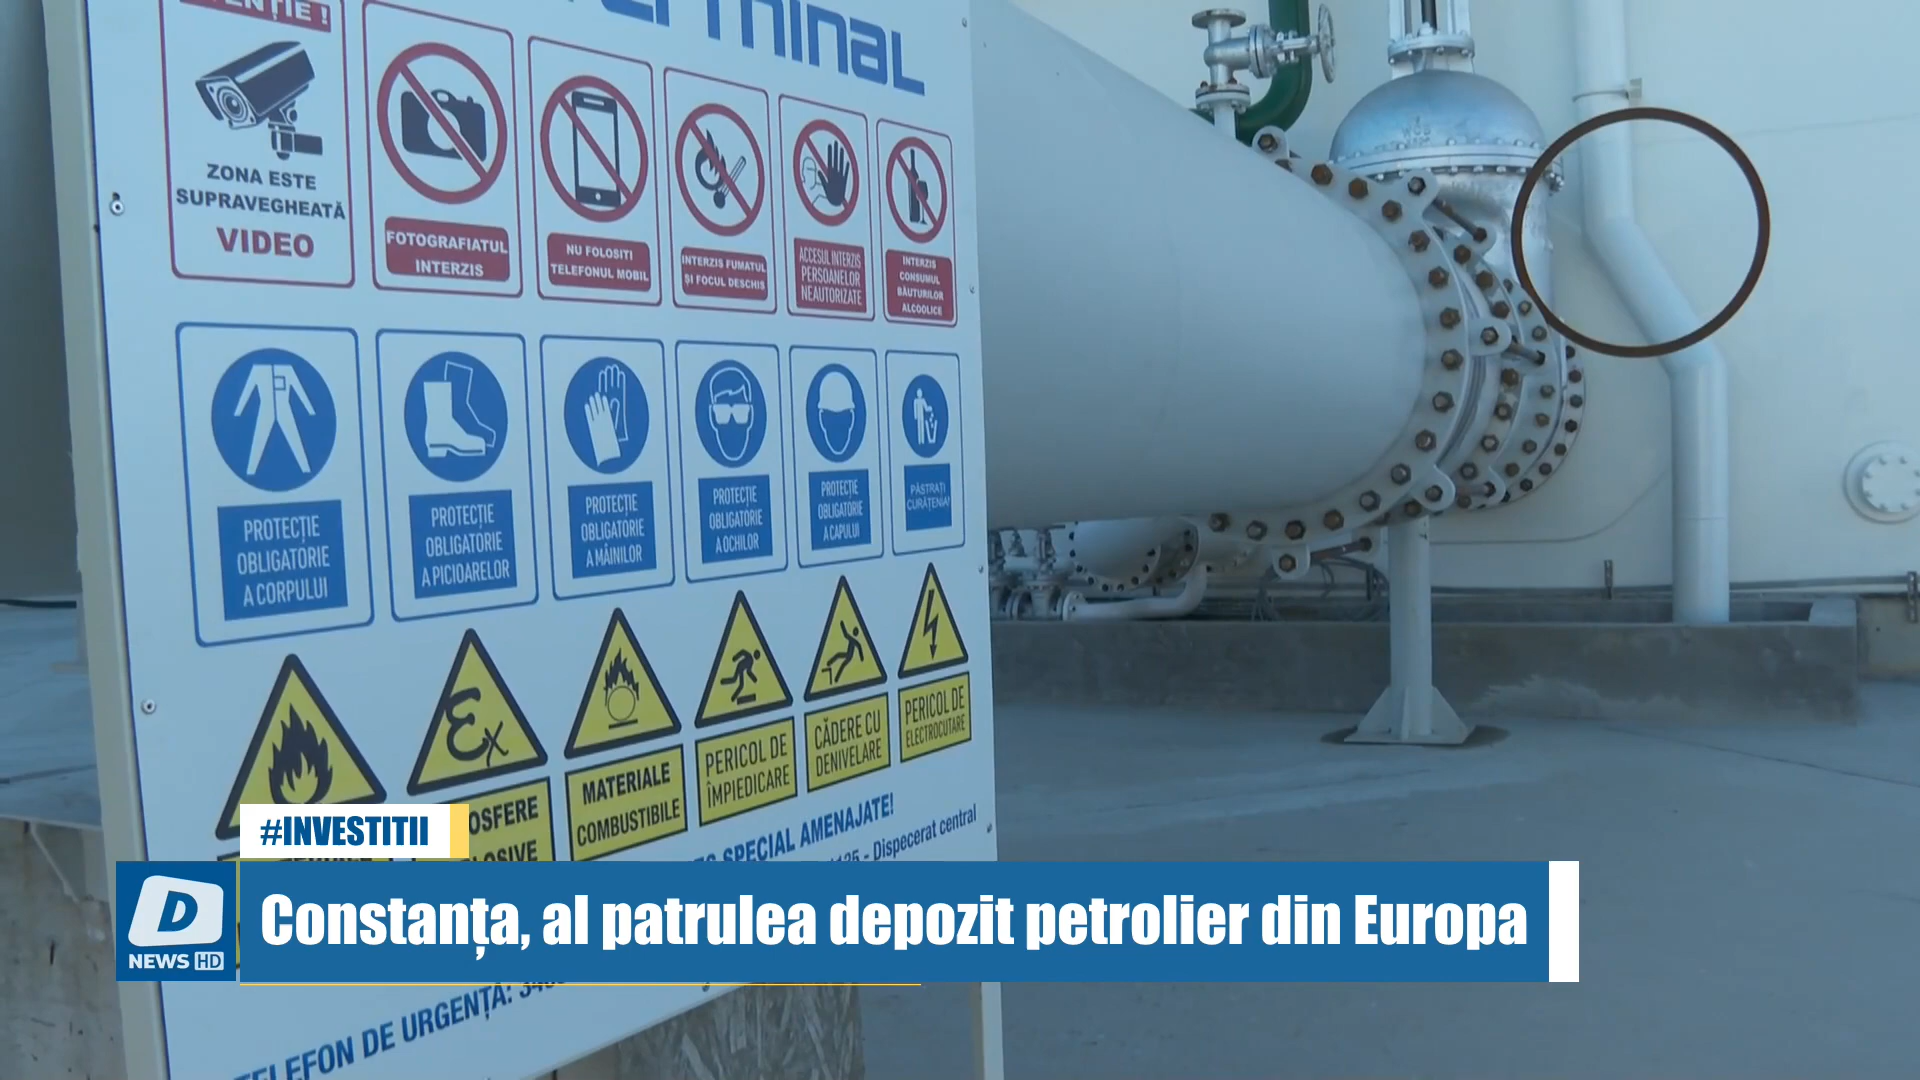 ATENȚIE !
ZONA ESTE
SUPRAVEGHEATĂ
VIDEO
FOTOGRAFIATUL
INTERZIS
NU FOLOSITI
TELEFONUL MOBIL
INTERZIS FUMATUL
ȘI FOCUL DESCHIS
ACCESUL INTERZIS
PERSOANELOR
NEAUTORIZATE
INTERZIS
CONSUMUL
BĂUTURILOR
ALCOOLICE
PROTECȚIE
OBLIGATORIE
A CORPULUI
PROTECȚIE
OBLIGATORIE
A PICIOARELOR
PROTECȚIE
OBLIGATORIE
A MÂINILOR
PROTECȚIE
OBLIGATORIE
A OCHILOR
PROTECȚIE
OBLIGATORIE
A CAPULUI
PĂSTRAȚI
CURĂȚENIA!
Ex
MATERIALE
COMBUSTIBILE
PERICOL DE
ÎMPIEDICARE
CĂDERE CU
DENIVELARE
PERICOL DE
ELECTROCUTARE
SPECIAL AMENAJATE!
- Dispecerat central
#INVESTITII
Constanța, al patrulea depozit petrolier din Europa
D
NEWS HD
TELEFON DE URGENȚĂ: